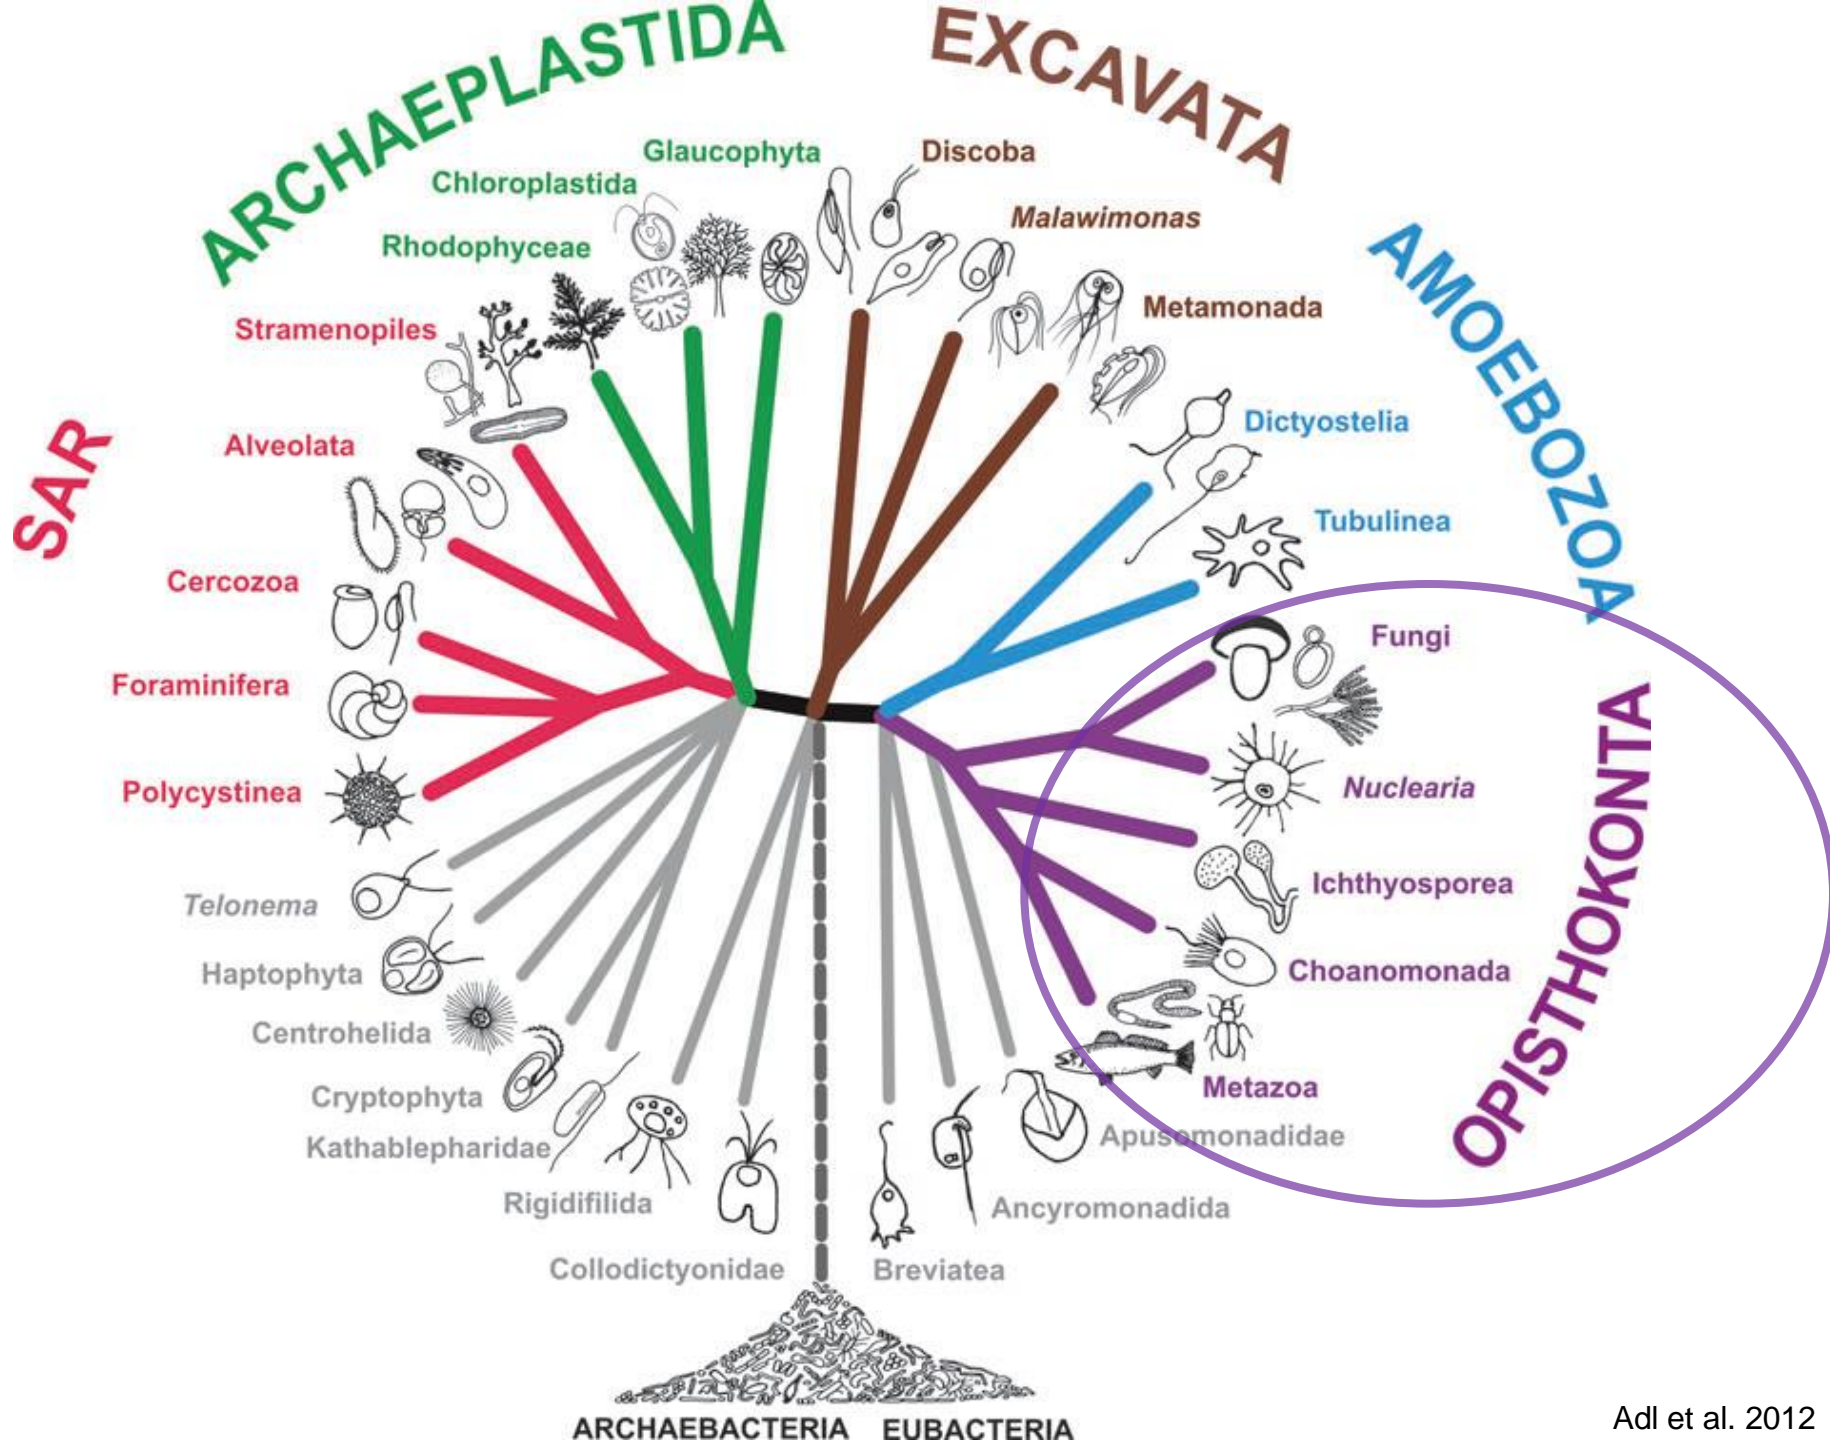 ARCHAEPLASTIDA
EXCAVATA
AMOEBOZOA
SAR
OPISTHOKONTA
Glaucophyta
Discoba
Chloroplastida
Malawimonas
Rhodophyceae
Metamonada
Stramenopiles
Dictyostelia
Alveolata
Tubulinea
Cercozoa
Fungi
Foraminifera
Nuclearia
Polycystinea
Ichthyosporea
Telonema
Choanomonada
Haptophyta
Centrohelida
Metazoa
Cryptophyta
Apusomonadidae
Kathablepharidae
Rigidifilida
Ancyromonadida
Collodictyonidae
Breviatea
ARCHAEBACTERIA EUBACTERIA
Adl et al. 2012